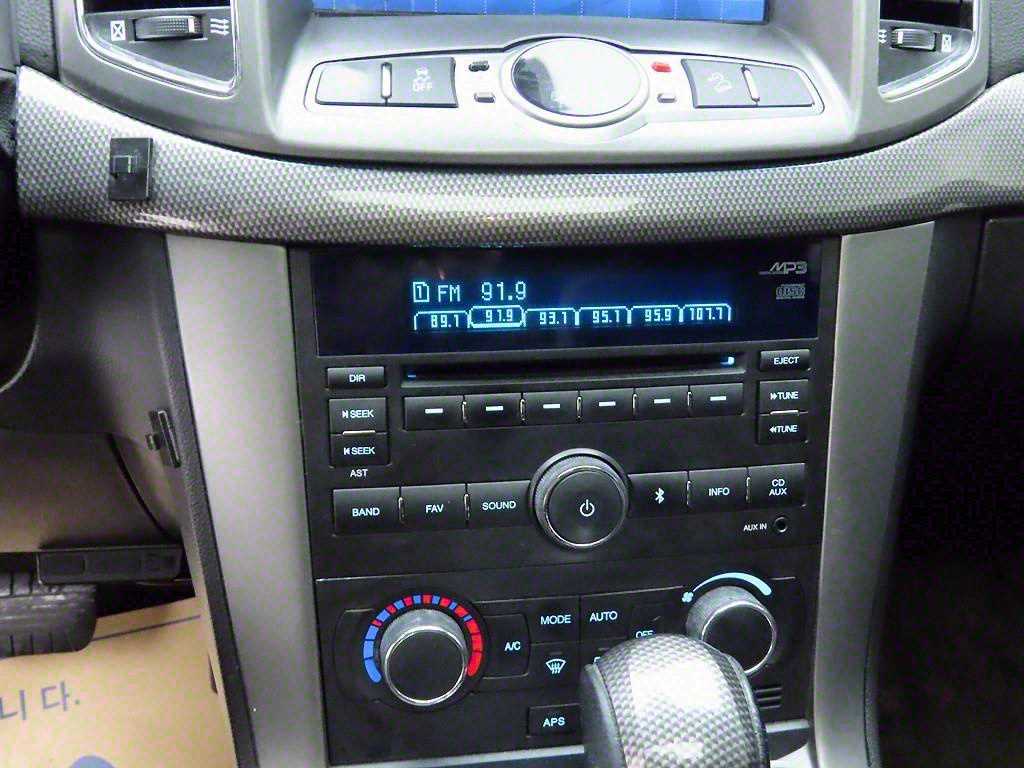 OFF
MP3
1 FM 91.9
DISC
89.1 91.9 93.1 95.1 95.9 107.7
EJECT
DIR
SEEK
TUNE
SEEK
TUNE
AST
BAND FAV SOUND INFO CD AUX
AUX IN
MODE AUTO
OFF
A/C
니다.
APS